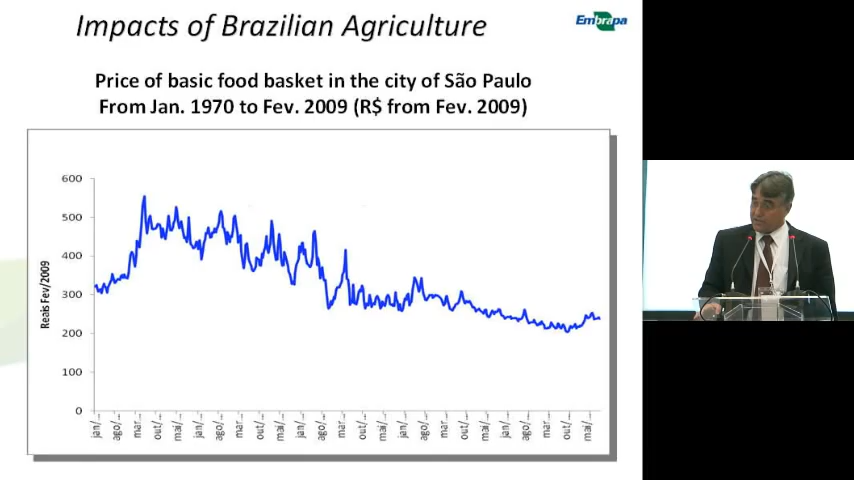 Impacts of Brazilian Agriculture
Embrapa
Price of basic food basket in the city of São Paulo
From Jan. 1970 to Fev. 2009 (R$ from Fev. 2009)
600
500
400
300
200
100
0
Reais Fev/2009
jan/... ago/... mar... out/... mai/... jan/... ago/... mar... out/... mai/... jan/... ago/... mar... out/... mai/... jan/... ago/... mar... out/... mai/... jan/... ago/... mar... out/... mai/...